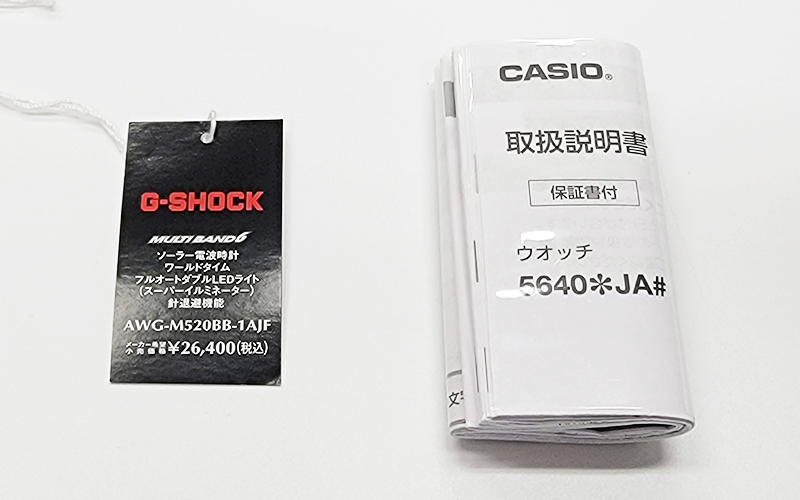 G-SHOCK
MULTI BAND 6
ソーラー電波時計
ワールドタイム
フルオートダブルLEDライト
(スーパーイルミネーター)
針退避機能
AWG-M520BB-1AJF
メーカー希望
小売価格 ¥26,400(税込)
CASIO®
取扱説明書
保証書付
ウオッチ
5640✻JA#
文字